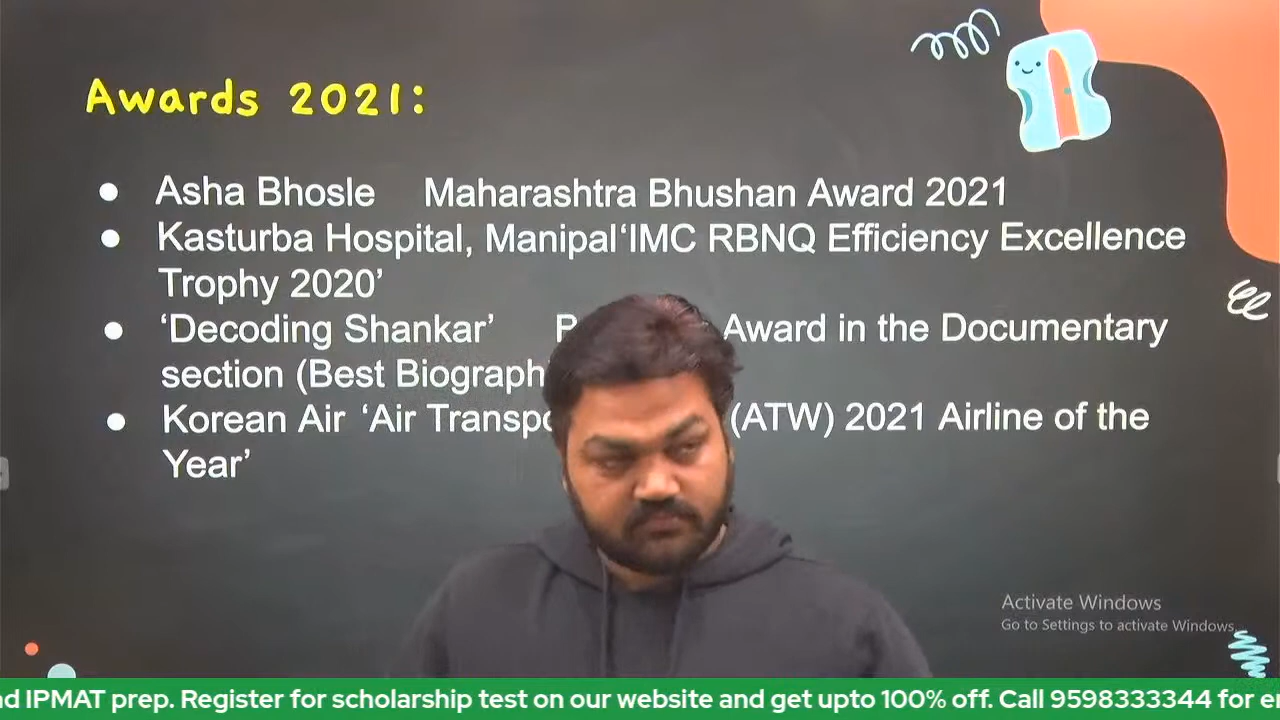 Awards 2021:
● Asha Bhosle Maharashtra Bhushan Award 2021
● Kasturba Hospital, Manipal‘IMC RBNQ Efficiency Excellence
Trophy 2020’
● ‘Decoding Shankar’ Award in the Documentary
section (Best
● Korean Air ‘Air (ATW) 2021 Airline of the
Year’
Activate Windows
Go to Settings to activate Windows.
IPMAT prep. Register for scholarship test on our website and get upto 100% off. Call 9598333344 for